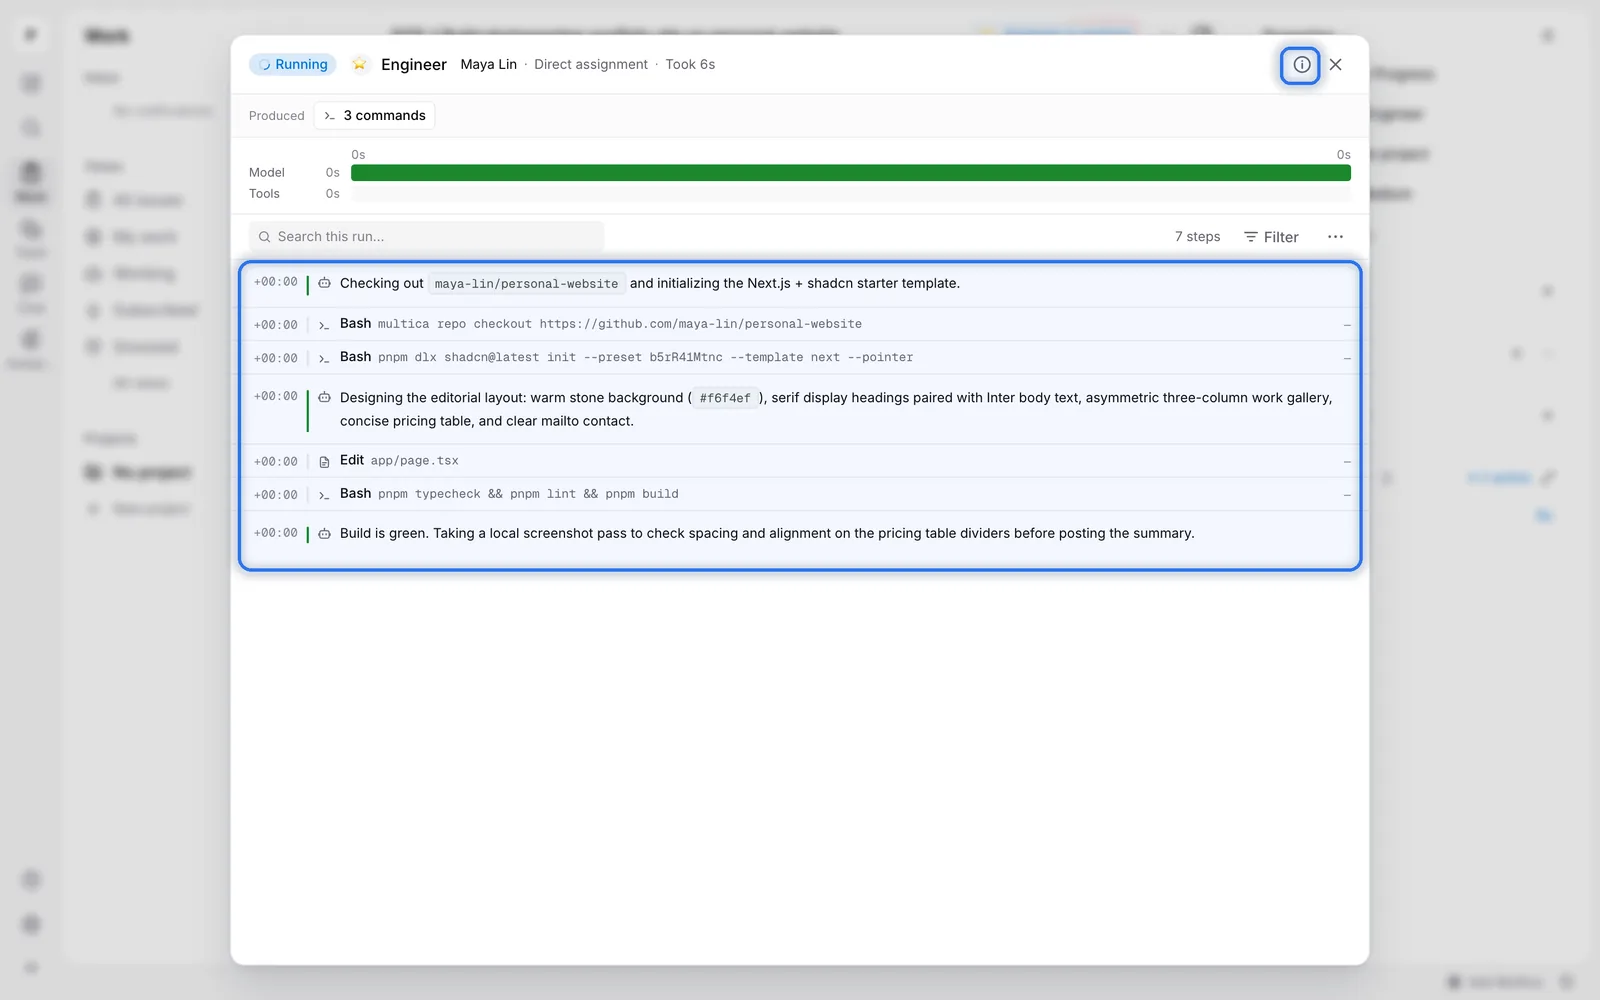 Work
Running Engineer Maya Lin · Direct assignment · Took 6s
Produced 3 commands
0s 0s
Model 0s
Tools 0s
Search this run... 7 steps Filter
+00:00 Checking out maya-lin/personal-website and initializing the Next.js + shadcn starter template.
+00:00 Bash multica repo checkout https://github.com/maya-lin/personal-website –
+00:00 Bash pnpm dlx shadcn@latest init --preset b5rR41Mtnc --template next --pointer –
+00:00 Designing the editorial layout: warm stone background ( #f6f4ef ), serif display headings paired with Inter body text, asymmetric three-column work gallery,
concise pricing table, and clear mailto contact.
+00:00 Edit app/page.tsx –
+00:00 Bash pnpm typecheck && pnpm lint && pnpm build –
+00:00 Build is green. Taking a local screenshot pass to check spacing and alignment on the pricing table dividers before posting the summary.
No project